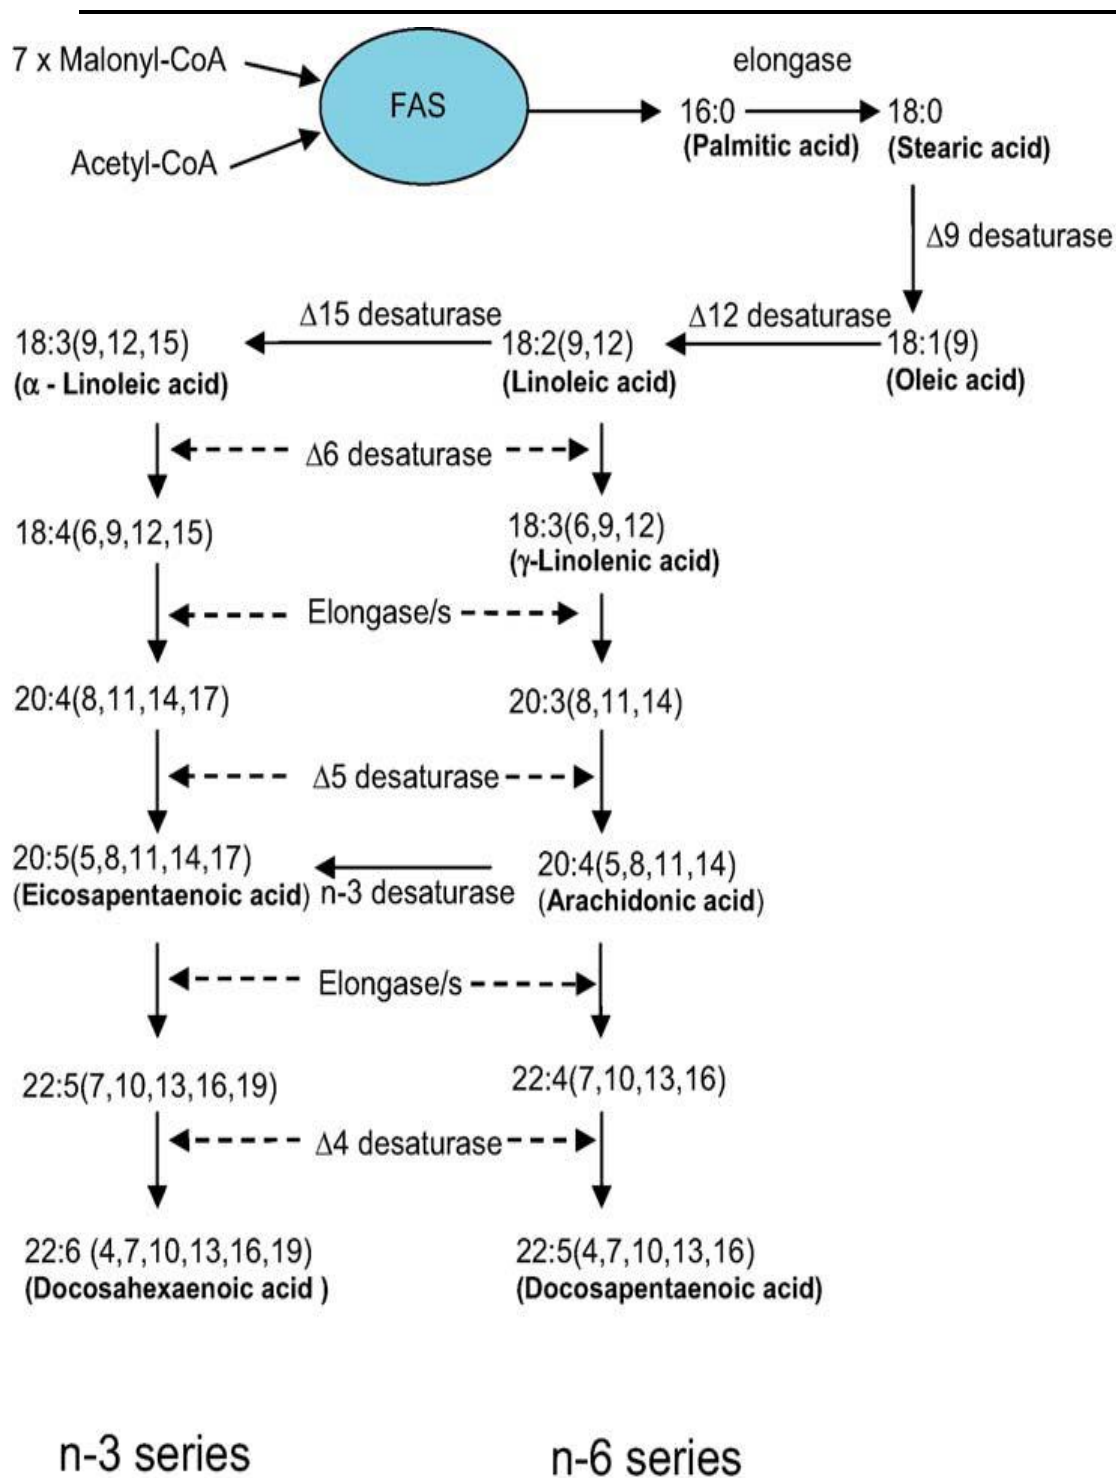 7 x Malonyl-CoA
Acetyl-CoA
FAS
elongase
16:0
(Palmitic acid)
18:0
(Stearic acid)
Δ9 desaturase
Δ15 desaturase
Δ12 desaturase
18:3(9,12,15)
(α - Linoleic acid)
18:2(9,12)
(Linoleic acid)
18:1(9)
(Oleic acid)
Δ6 desaturase
18:4(6,9,12,15)
18:3(6,9,12)
(γ-Linolenic acid)
Elongase/s
20:4(8,11,14,17)
20:3(8,11,14)
Δ5 desaturase
20:5(5,8,11,14,17)
(Eicosapentaenoic acid)
n-3 desaturase
20:4(5,8,11,14)
(Arachidonic acid)
Elongase/s
22:5(7,10,13,16,19)
22:4(7,10,13,16)
Δ4 desaturase
22:6 (4,7,10,13,16,19)
(Docosahexaenoic acid )
22:5(4,7,10,13,16)
(Docosapentaenoic acid)
n-3 series
n-6 series